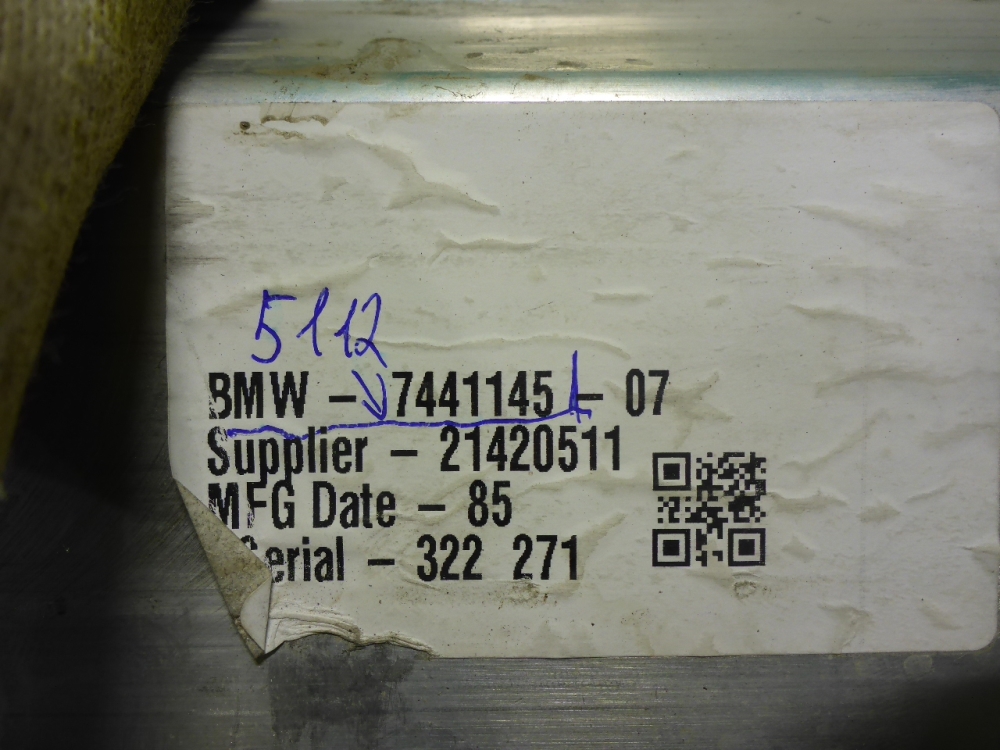 5112
BMW - 7441145 - 07
Supplier - 21420511
MFG Date - 85
Serial - 322 271